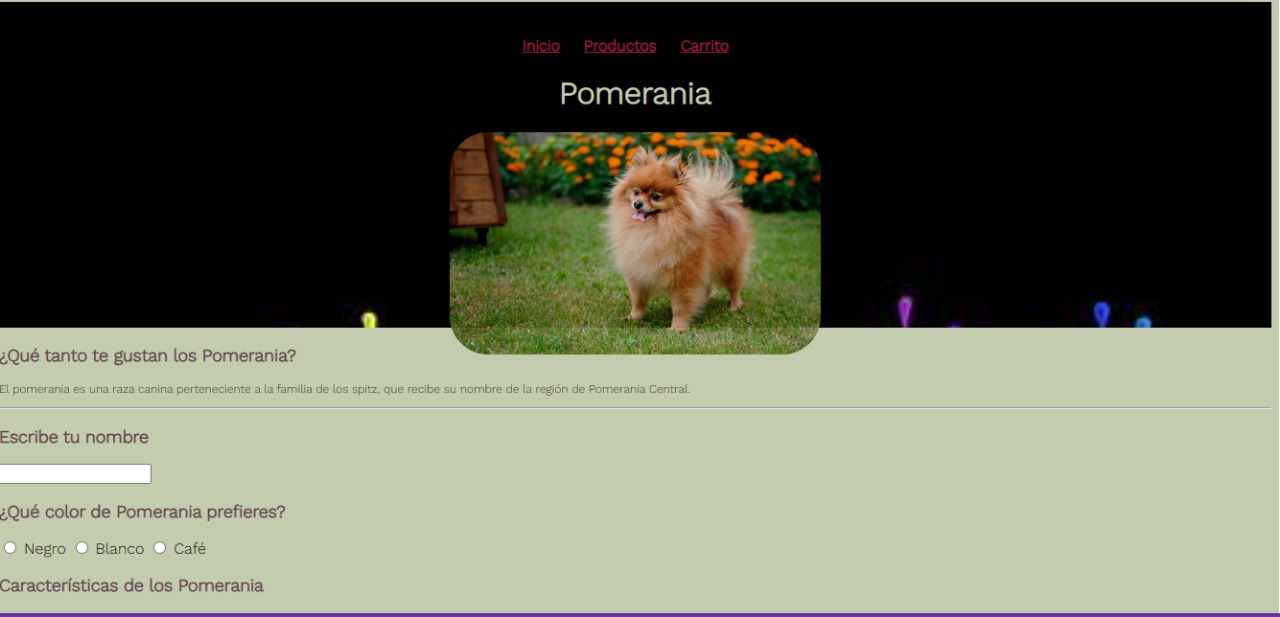 Inicio Productos Carrito
Pomerania
¿Qué tanto te gustan los Pomerania?
El pomerania es una raza canina perteneciente a la familia de los spitz, que recibe su nombre de la región de Pomerania Central.
Escribe tu nombre
¿Qué color de Pomerania prefieres?
Negro Blanco Café
Características de los Pomerania